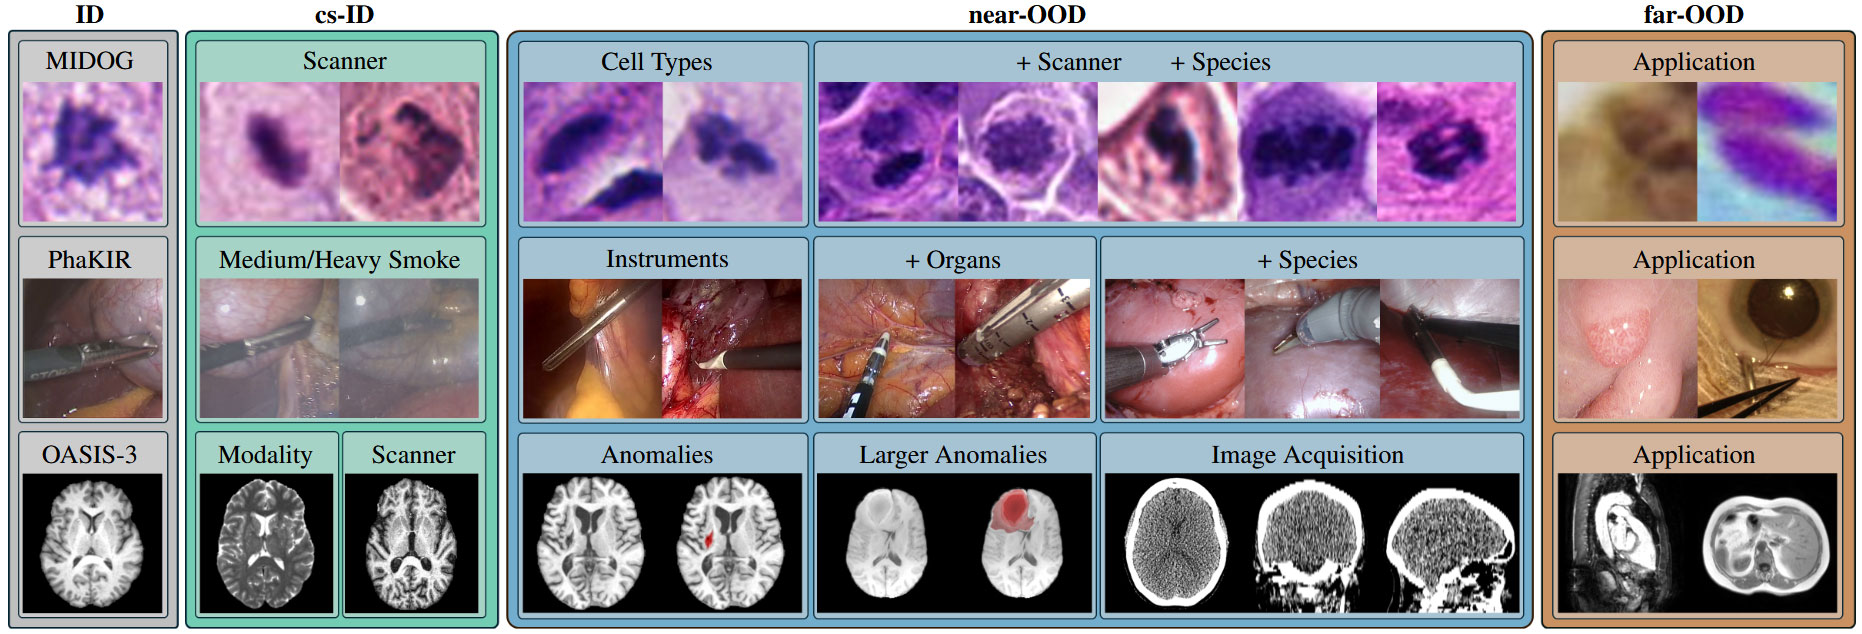 ID
cs-ID
near-OOD
far-OOD
MIDOG
Scanner
Cell Types
+ Scanner + Species
Application
PhaKIR
Medium/Heavy Smoke
Instruments
+ Organs
+ Species
Application
OASIS-3
Modality
Scanner
Anomalies
Larger Anomalies
Image Acquisition
Application